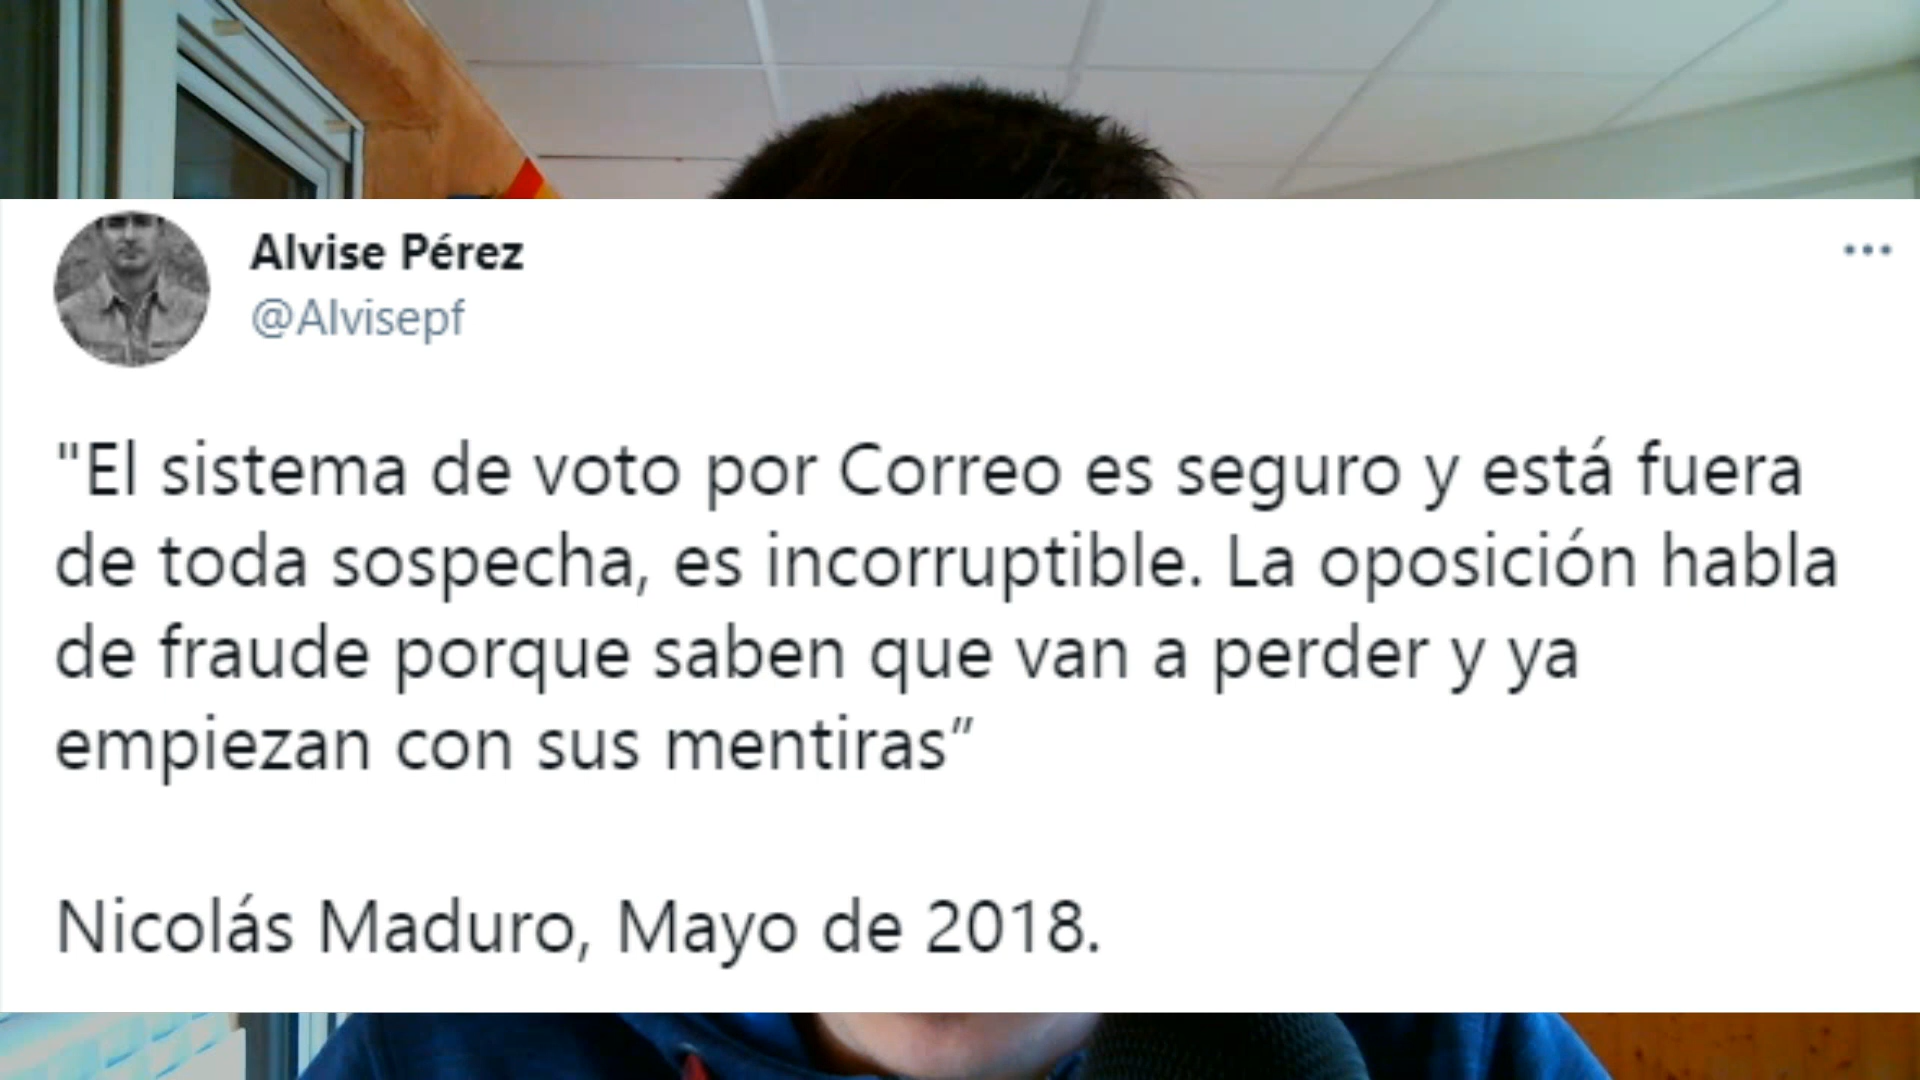 Alvise Pérez
@Alvisepf
"El sistema de voto por Correo es seguro y está fuera
de toda sospecha, es incorruptible. La oposición habla
de fraude porque saben que van a perder y ya
empiezan con sus mentiras”
Nicolás Maduro, Mayo de 2018.